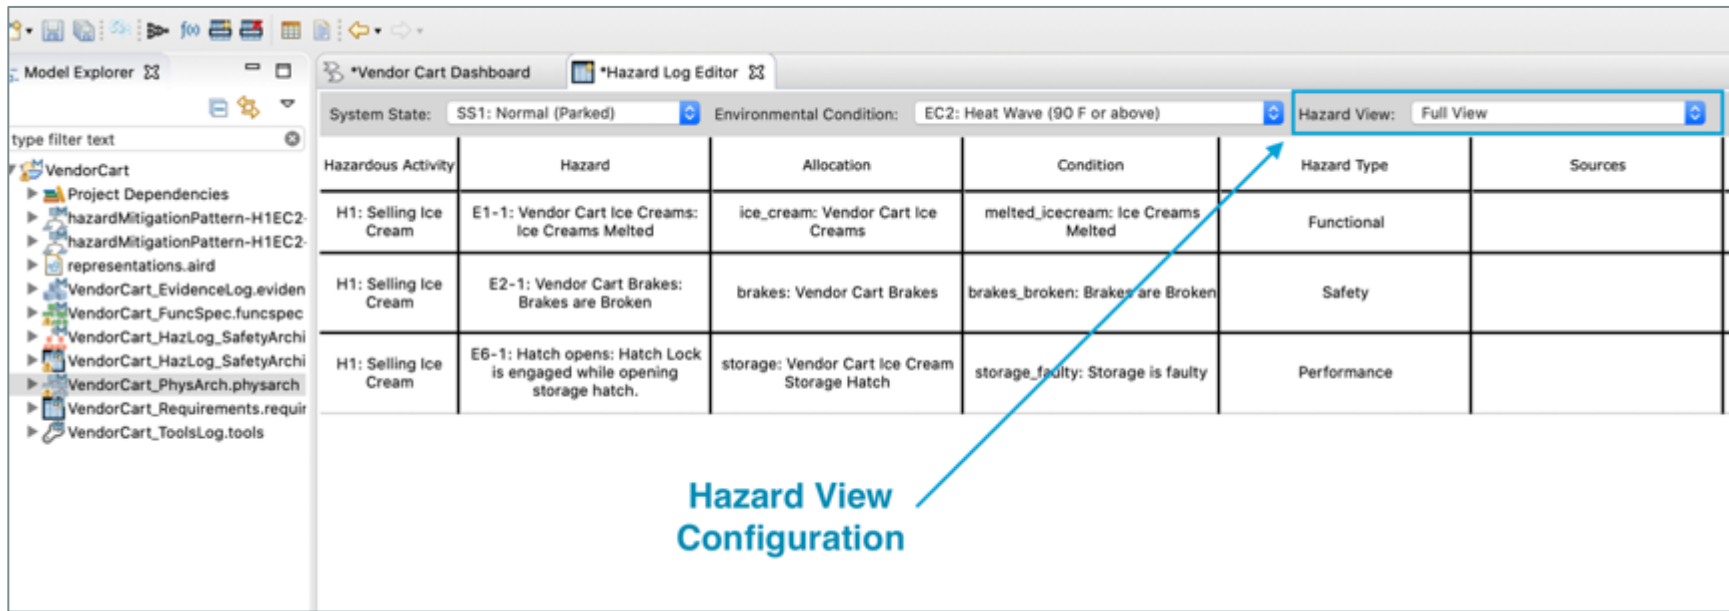 Model Explorer
*Vendor Cart Dashboard
*Hazard Log Editor
System State: SS1: Normal (Parked) Environmental Condition: EC2: Heat Wave (90 F or above) Hazard View: Full View
type filter text
VendorCart
Project Dependencies
hazardMitigationPattern-H1EC2-
hazardMitigationPattern-H1EC2-
representations.aird
VendorCart_EvidenceLog.eviden
VendorCart_FuncSpec.funcspec
VendorCart_HazLog_SafetyArchi
VendorCart_HazLog_SafetyArchi
VendorCart_PhysArch.physarch
VendorCart_Requirements.requir
VendorCart_ToolsLog.tools
Hazardous Activity Hazard Allocation Condition Hazard Type Sources
H1: Selling Ice
Cream
E1-1: Vendor Cart Ice Creams:
Ice Creams Melted
ice_cream: Vendor Cart Ice
Creams
melted_icecream: Ice Creams
Melted
Functional
H1: Selling Ice
Cream
E2-1: Vendor Cart Brakes:
Brakes are Broken
brakes: Vendor Cart Brakes
brakes_broken: Brakes are Broken
Safety
H1: Selling Ice
Cream
E6-1: Hatch opens: Hatch Lock
is engaged while opening
storage hatch.
storage: Vendor Cart Ice Cream
Storage Hatch
storage_faulty: Storage is faulty
Performance
Hazard View
Configuration